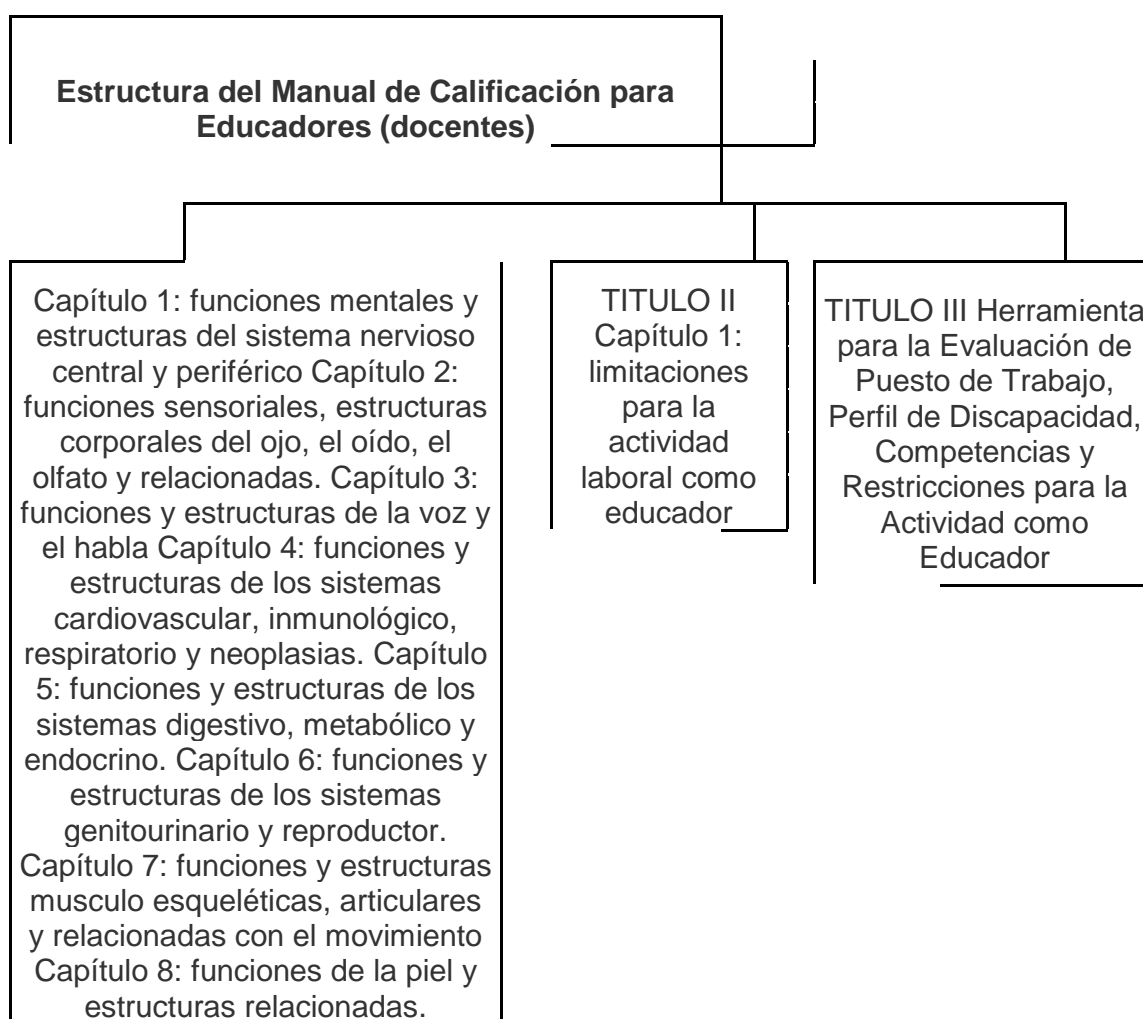 Estructura del Manual de Calificación para
Educadores (docentes)
Capítulo 1: funciones mentales y
estructuras del sistema nervioso
central y periférico Capítulo 2:
funciones sensoriales, estructuras
corporales del ojo, el oído, el
olfato y relacionadas. Capítulo 3:
funciones y estructuras de la voz y
el habla Capítulo 4: funciones y
estructuras de los sistemas
cardiovascular, inmunológico,
respiratorio y neoplasias. Capítulo
5: funciones y estructuras de los
sistemas digestivo, metabólico y
endocrino. Capítulo 6: funciones y
estructuras de los sistemas
genitourinario y reproductor.
Capítulo 7: funciones y estructuras
musculo esqueléticas, articulares
y relacionadas con el movimiento
Capítulo 8: funciones de la piel y
estructuras relacionadas.
TITULO II
Capítulo 1:
limitaciones
para la
actividad
laboral como
educador
TITULO III Herramienta
para la Evaluación de
Puesto de Trabajo,
Perfil de Discapacidad,
Competencias y
Restricciones para la
Actividad como
Educador